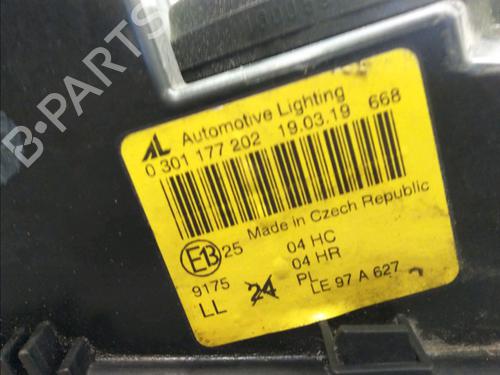 AL Automotive Lighting
0 301 177 202 19.03.19 668
Made in Czech Republic
E13 25 04 HC
04 HR
9175 PL
LL 24 LE 97 A 627
B-PARTS